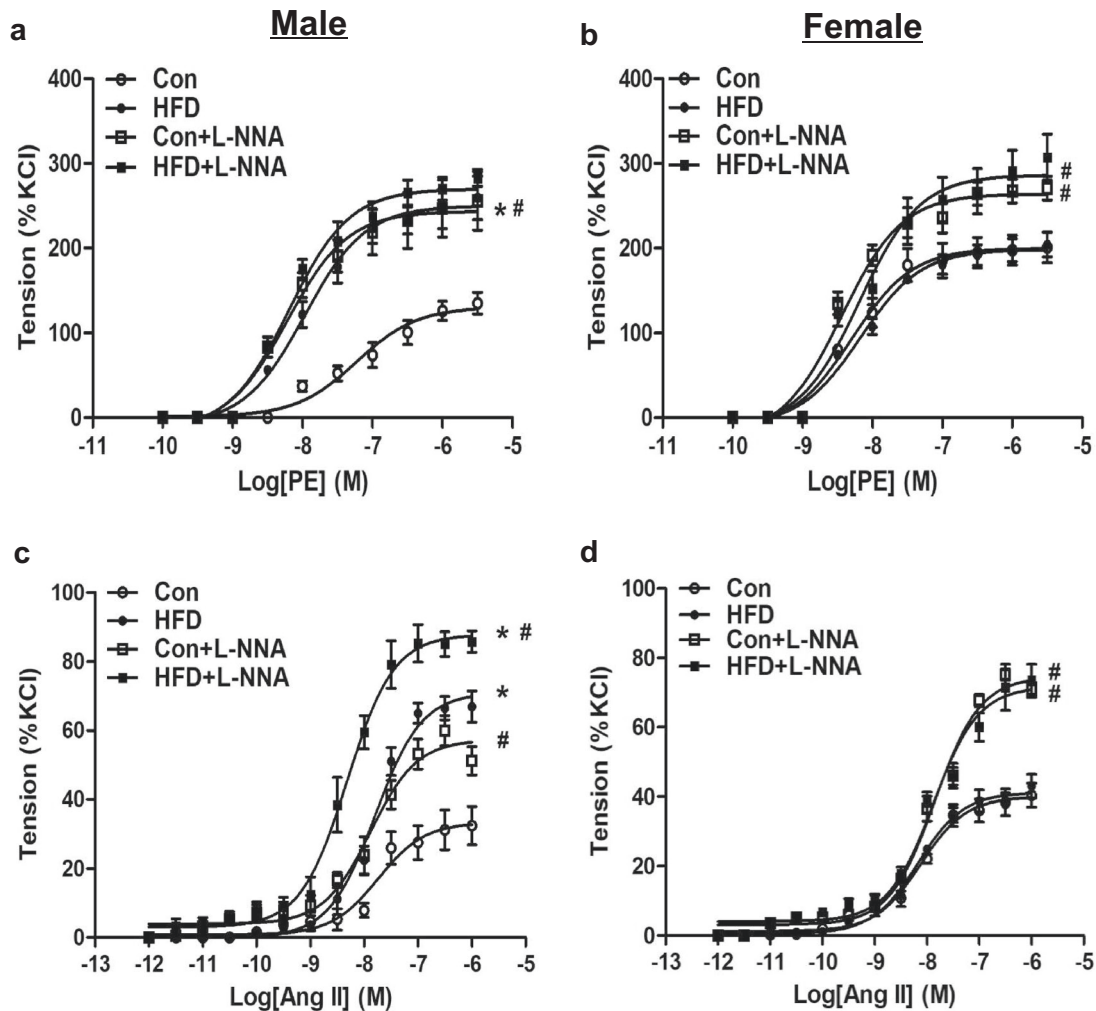 a
Male
400
300
200
100
0
Tension (%KCl)
Con
HFD
Con+L-NNA
HFD+L-NNA
* #
-11 -10 -9 -8 -7 -6 -5
Log[PE] (M)
b
Female
400
300
200
100
0
Tension (%KCl)
Con
HFD
Con+L-NNA
HFD+L-NNA
#
#
-11 -10 -9 -8 -7 -6 -5
Log[PE] (M)
c
100
80
60
40
20
0
Tension (%KCl)
Con
HFD
Con+L-NNA
HFD+L-NNA
* #
*
#
-13 -12 -11 -10 -9 -8 -7 -6 -5
Log[Ang II] (M)
d
100
80
60
40
20
0
Tension (%KCl)
Con
HFD
Con+L-NNA
HFD+L-NNA
#
#
-13 -12 -11 -10 -9 -8 -7 -6 -5
Log[Ang II] (M)